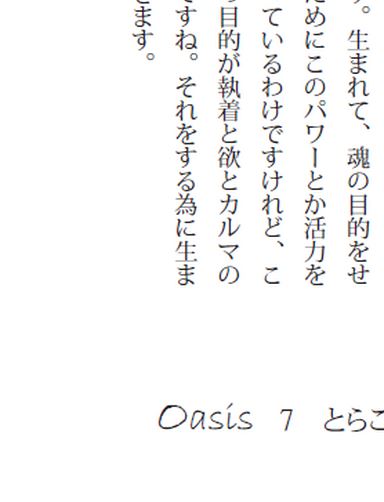 。生まれて、魂の目的をせ
めにこのパワーとか活力を
ているわけですけれど、こ
目的が執着と欲とカルマの
すね。それをする為に生ま
きます。
Oasis 7 とらこ